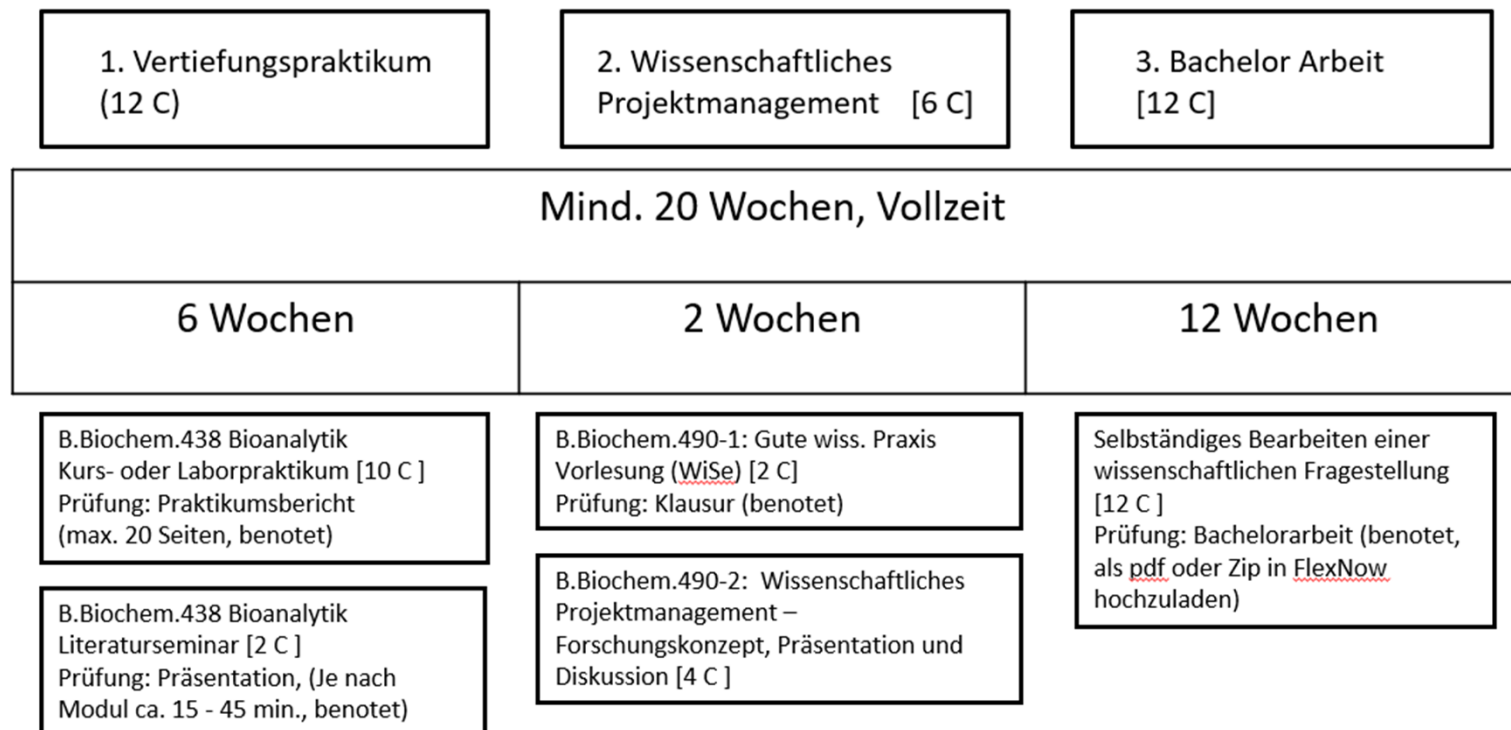 1. Vertiefungspraktikum
(12 C)
2. Wissenschaftliches
Projektmanagement [6 C]
3. Bachelor Arbeit
[12 C]
Mind. 20 Wochen, Vollzeit
6 Wochen
2 Wochen
12 Wochen
B.Biochem.438 Bioanalytik
Kurs- oder Laborpraktikum [10 C ]
Prüfung: Praktikumsbericht
(max. 20 Seiten, benotet)
B.Biochem.438 Bioanalytik
Literaturseminar [2 C ]
Prüfung: Präsentation, (Je nach
Modul ca. 15 - 45 min., benotet)
B.Biochem.490-1: Gute wiss. Praxis
Vorlesung (WiSe) [2 C]
Prüfung: Klausur (benotet)
B.Biochem.490-2: Wissenschaftliches
Projektmanagement –
Forschungskonzept, Präsentation und
Diskussion [4 C ]
Selbständiges Bearbeiten einer
wissenschaftlichen Fragestellung
[12 C ]
Prüfung: Bachelorarbeit (benotet,
als pdf oder Zip in FlexNow
hochzuladen)